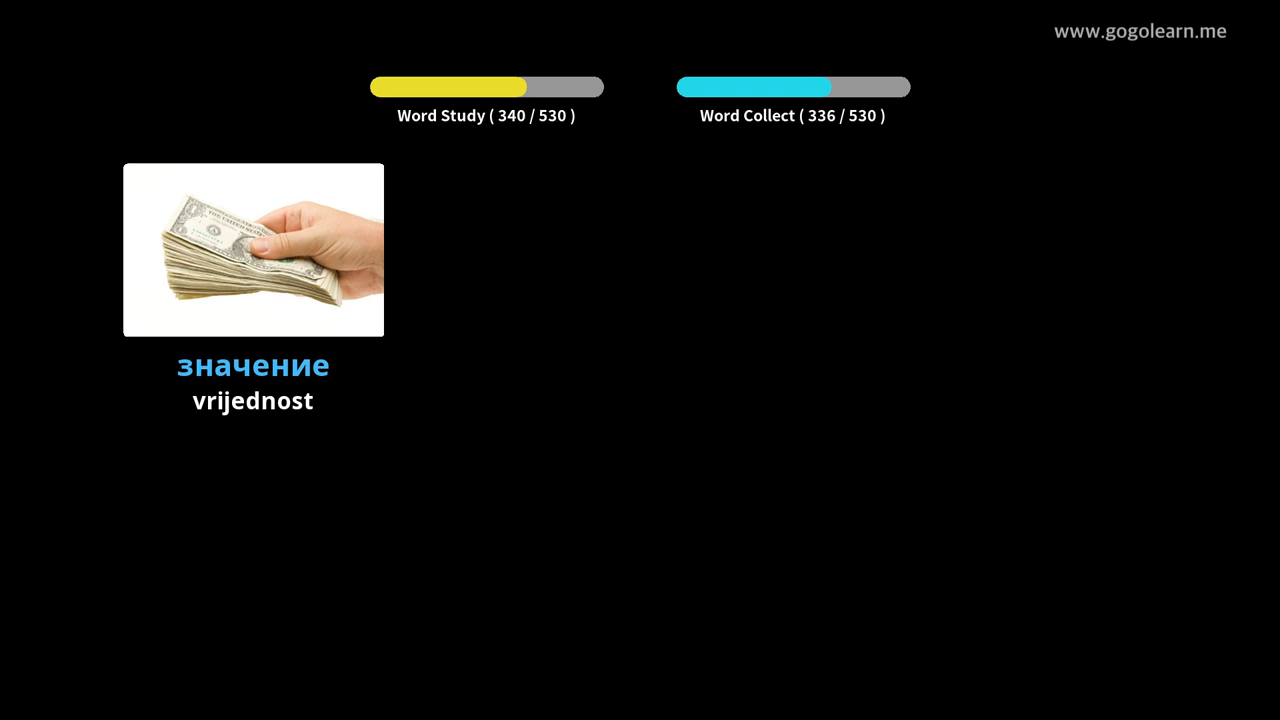 www.gogolearn.me
Word Study ( 340 / 530 )
Word Collect ( 336 / 530 )
значение
vrijednost